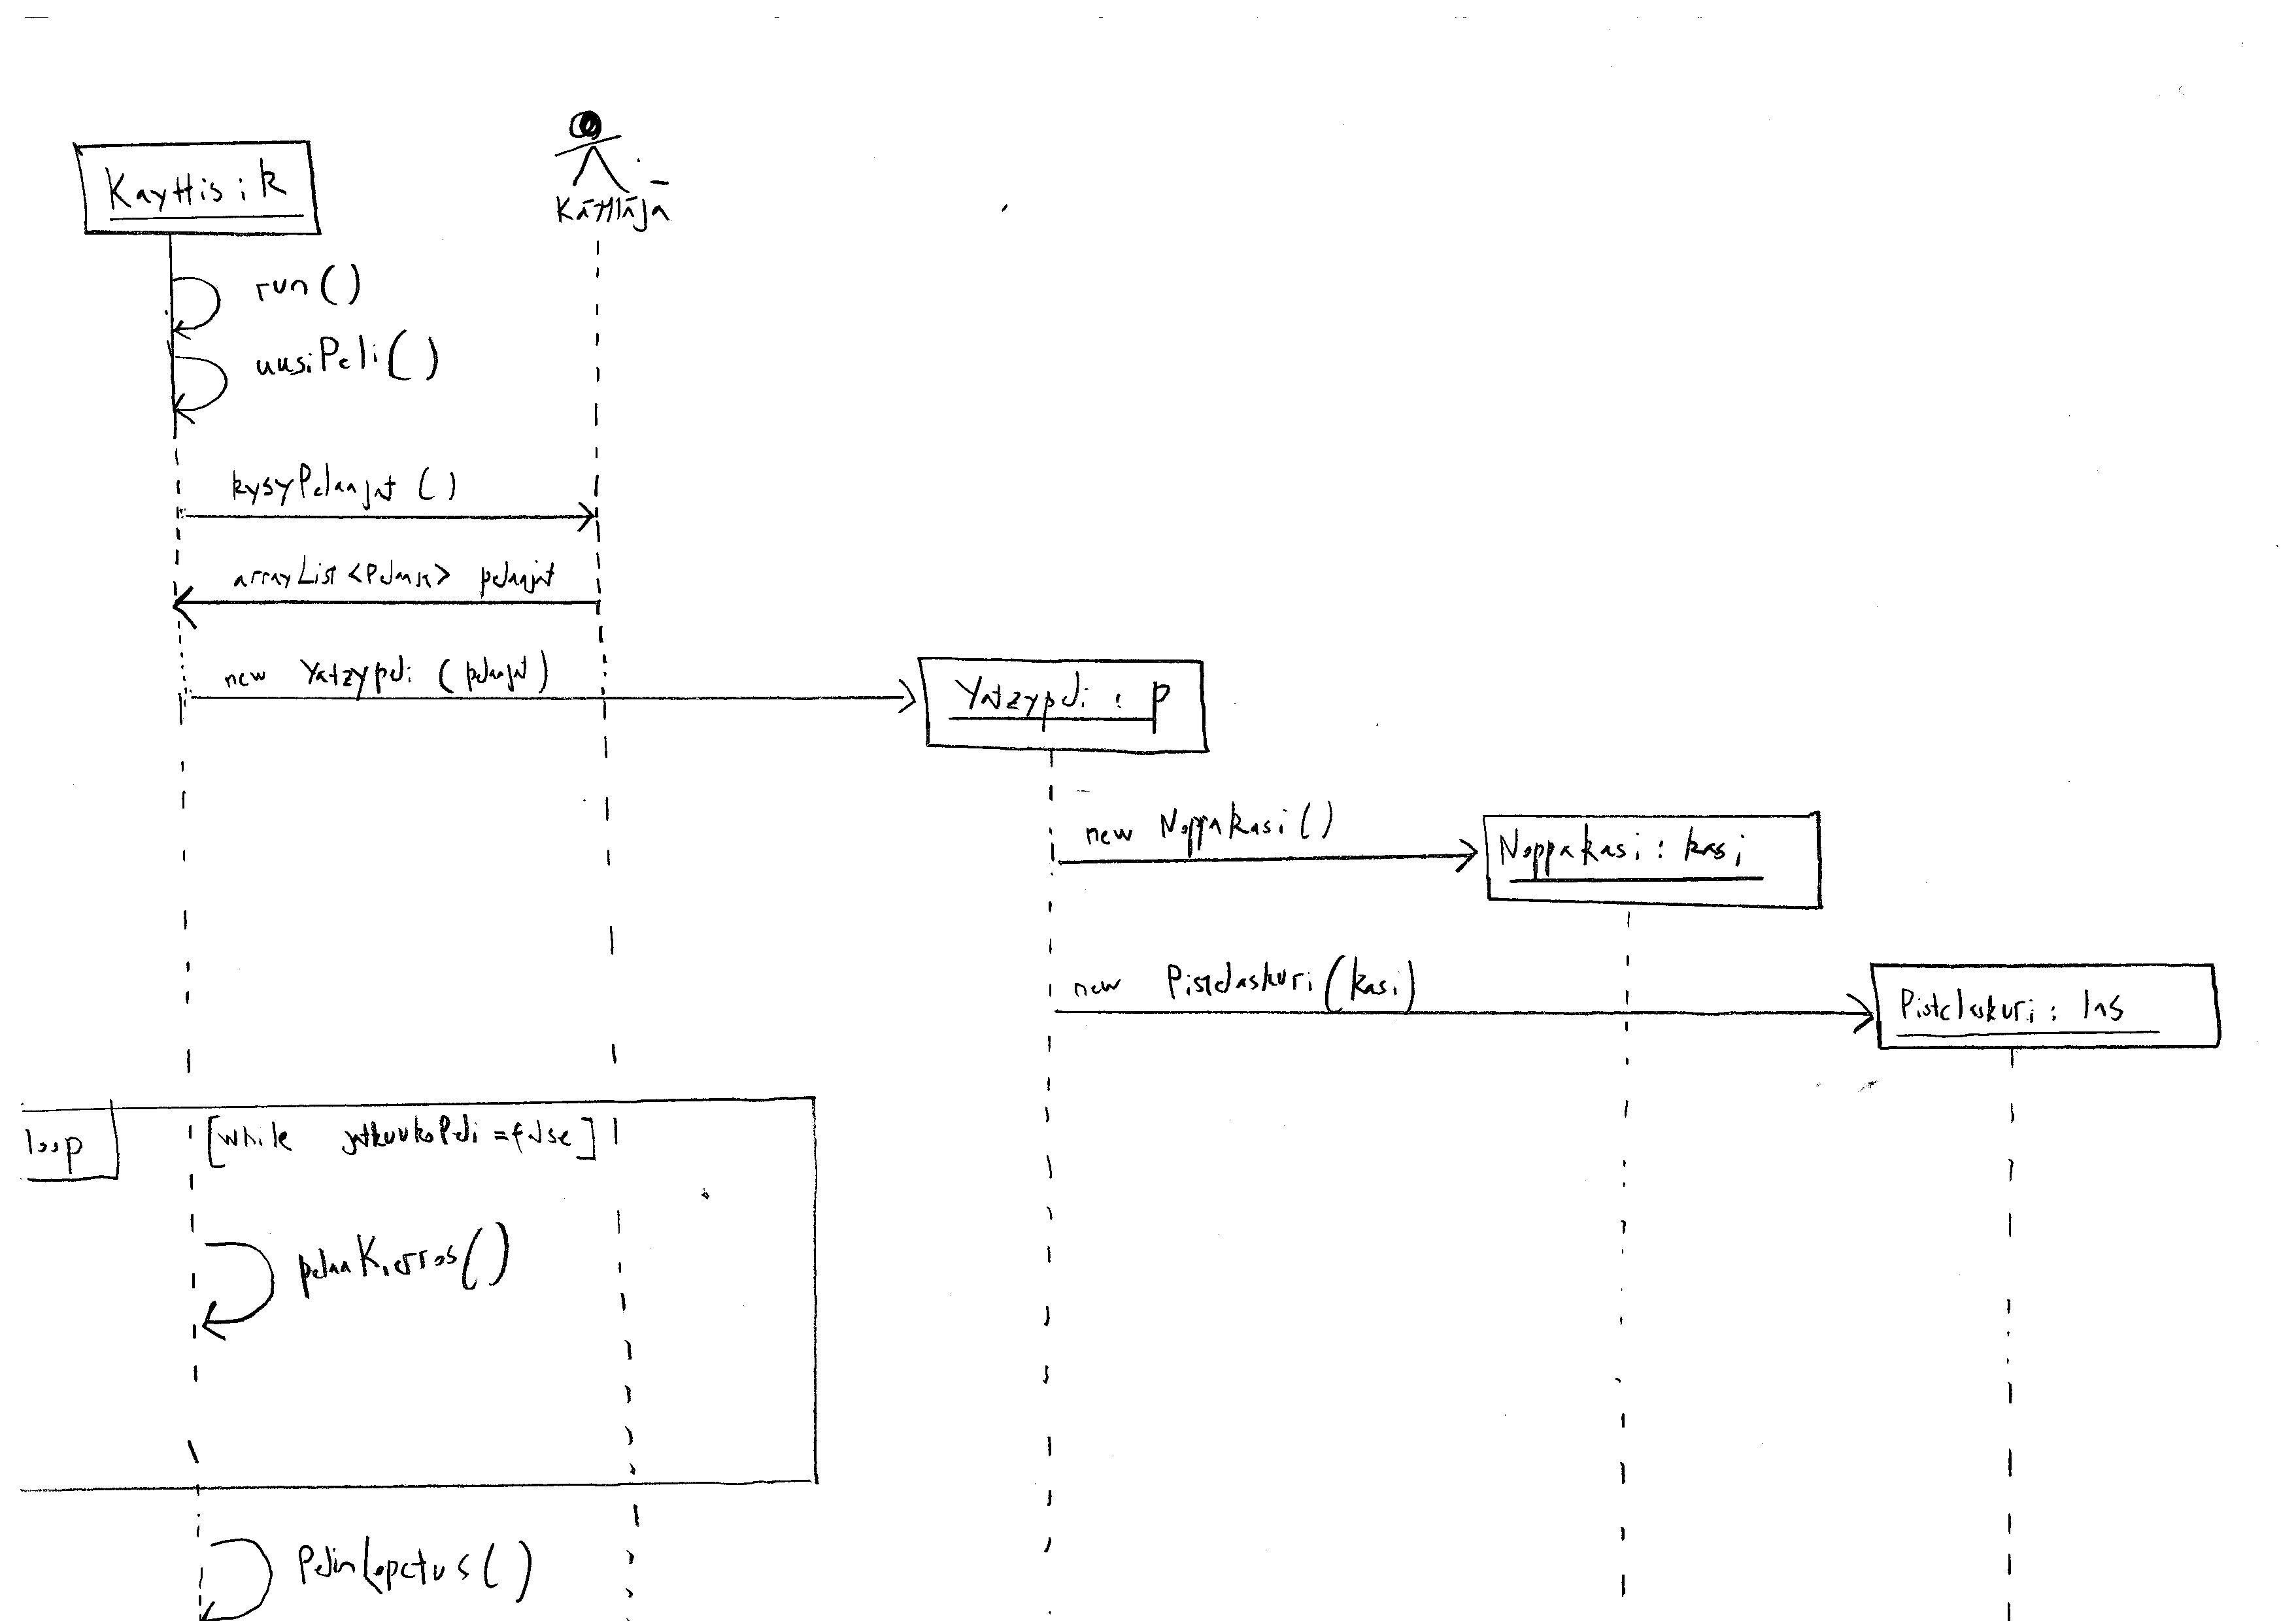 Kayttis : k
Käyttäjä
run()
uusiPeli()
kysyPelaajat ()
arrayList <Pelaaja> pelaajat
new Yatzypeli (pelaajat)
Yatzypeli : p
new Noppakasi ()
Noppakasi : kasi
new Pistelaskuri (kasi)
Pistelaskuri : las
loop
[while jatkuukoPeli = false]
pelaaKierros()
PelinLopetus()